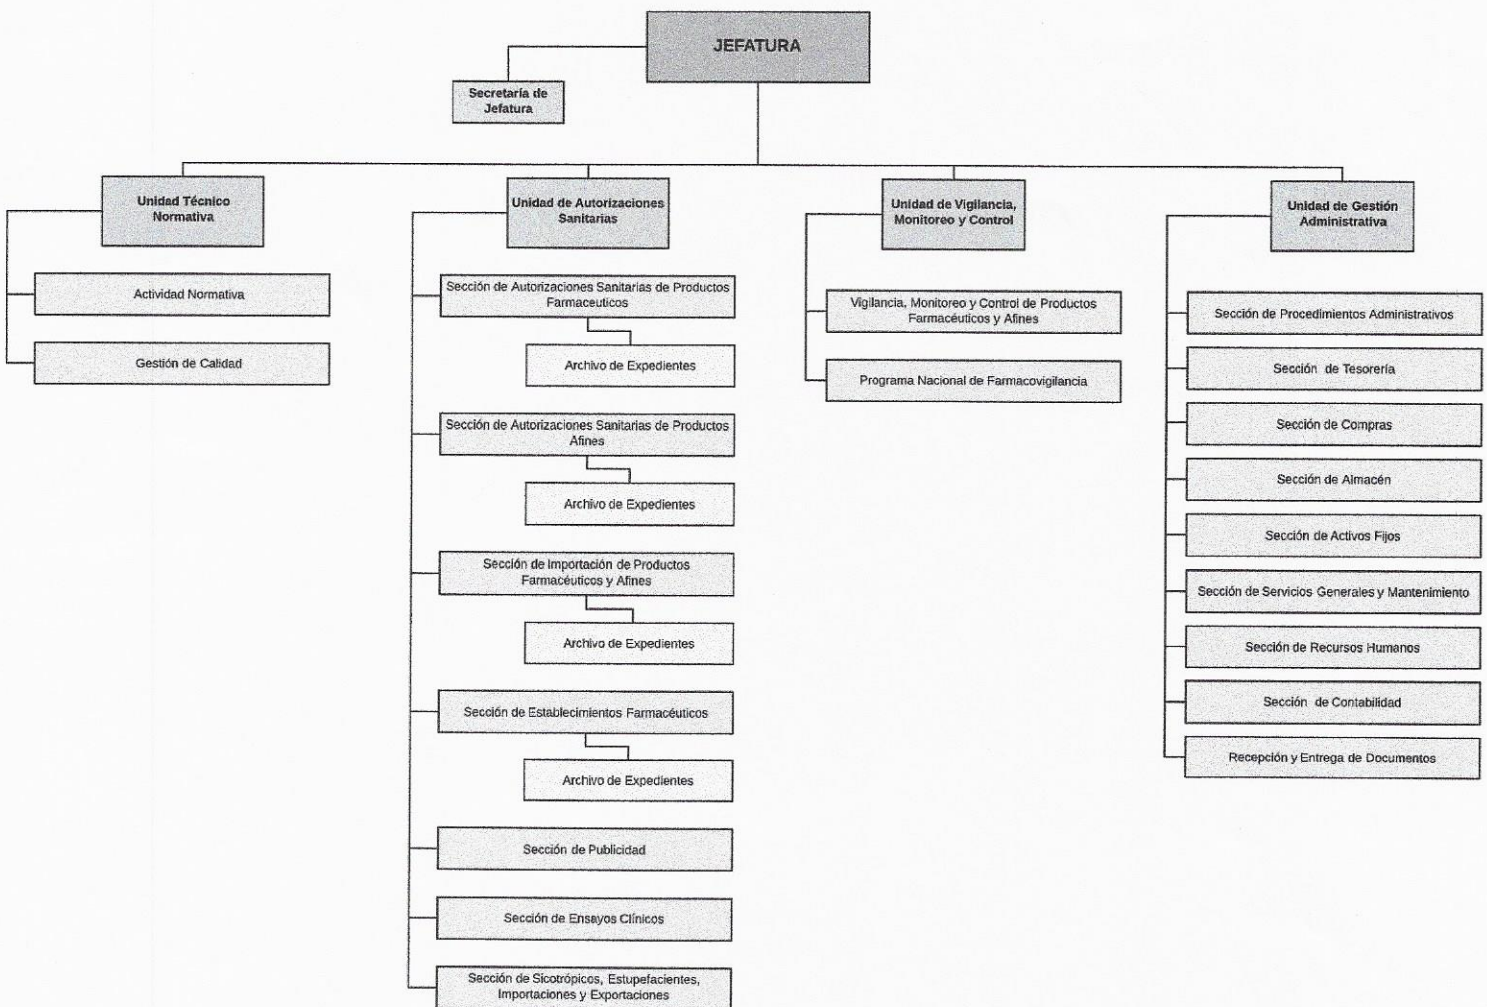 JEFATURA
Secretaría de
Jefatura
Unidad Técnico
Normativa
Actividad Normativa
Gestión de Calidad
Unidad de Autorizaciones
Sanitarias
Sección de Autorizaciones Sanitarias de Productos
Farmaceuticos
Archivo de Expedientes
Sección de Autorizaciones Sanitarias de Productos
Afines
Archivo de Expedientes
Sección de Importación de Productos
Farmacéuticos y Afines
Archivo de Expedientes
Sección de Establecimientos Farmacéuticos
Archivo de Expedientes
Sección de Publicidad
Sección de Ensayos Clínicos
Sección de Sicotrópicos, Estupefacientes,
Importaciones y Exportaciones
Unidad de Vigilancia,
Monitoreo y Control
Vigilancia, Monitoreo y Control de Productos
Farmacéuticos y Afines
Programa Nacional de Farmacovigilancia
Unidad de Gestión
Administrativa
Sección de Procedimientos Administrativos
Sección de Tesorería
Sección de Compras
Sección de Almacén
Sección de Activos Fijos
Sección de Servicios Generales y Mantenimiento
Sección de Recursos Humanos
Sección de Contabilidad
Recepción y Entrega de Documentos